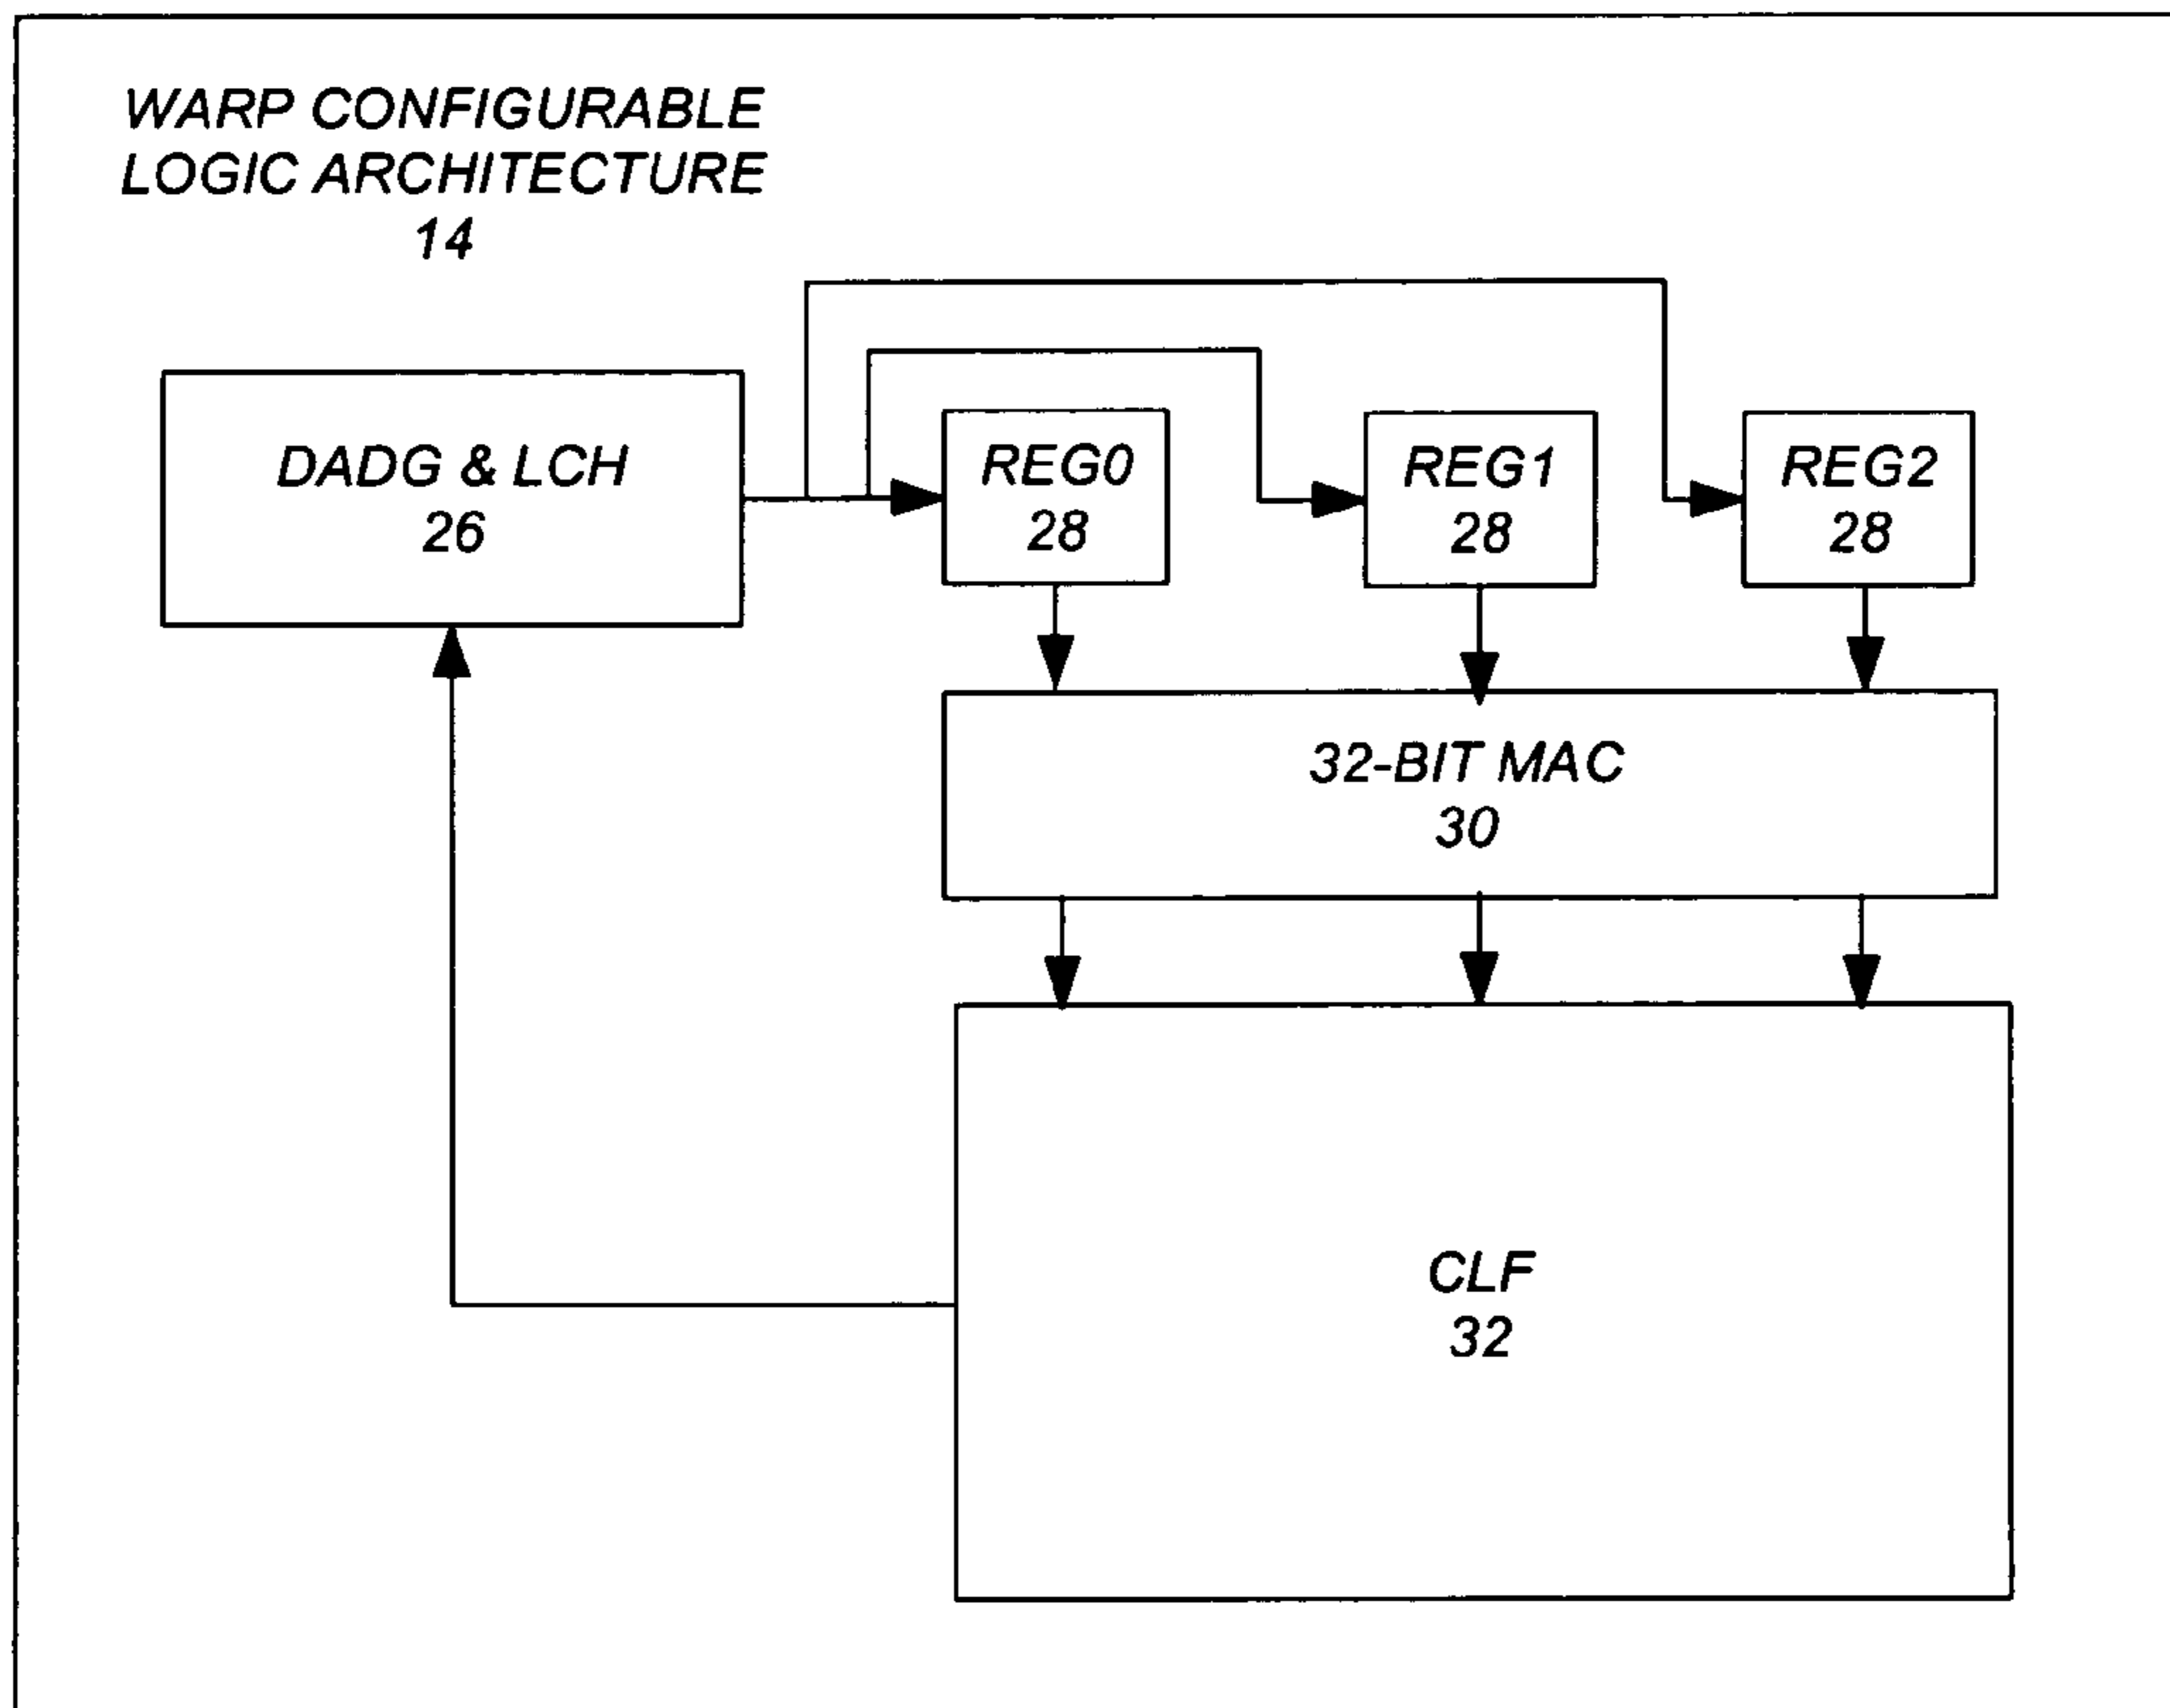 WARP CONFIGURABLE
LOGIC ARCHITECTURE
14
DADG & LCH
26
REG0
28
REG1
28
REG2
28
32-BIT MAC
30
CLF
32